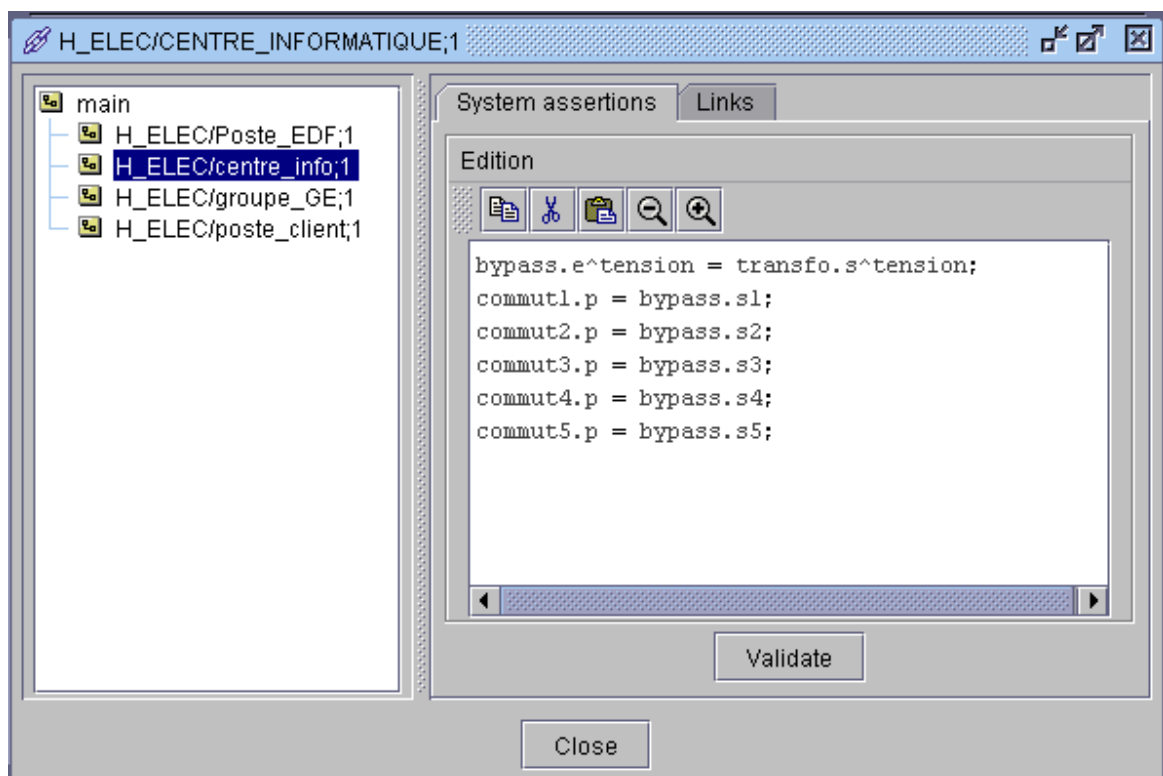 H_ELEC/CENTRE_INFORMATIQUE;1
main
H_ELEC/Poste_EDF;1
H_ELEC/centre_info;1
H_ELEC/groupe_GE;1
H_ELEC/poste_client;1
System assertions
Links
Edition
bypass.e^tension = transfo.s^tension;
commut1.p = bypass.s1;
commut2.p = bypass.s2;
commut3.p = bypass.s3;
commut4.p = bypass.s4;
commut5.p = bypass.s5;
Validate
Close